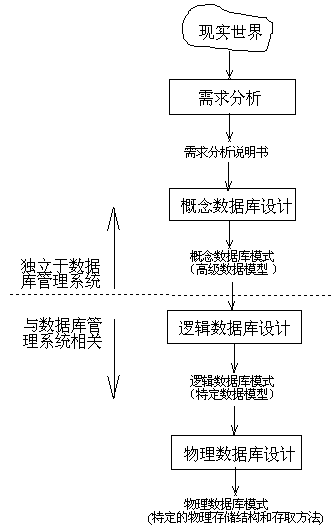 现实世界
需求分析
需求分析说明书
概念数据库设计
概念数据库模式
（高级数据模型）
独立于数据
库管理系统
与数据库管
理系统相关
逻辑数据库设计
逻辑数据库模式
（特定数据模型）
物理数据库设计
物理数据库模式
(特定的物理存储结构和存取方法)